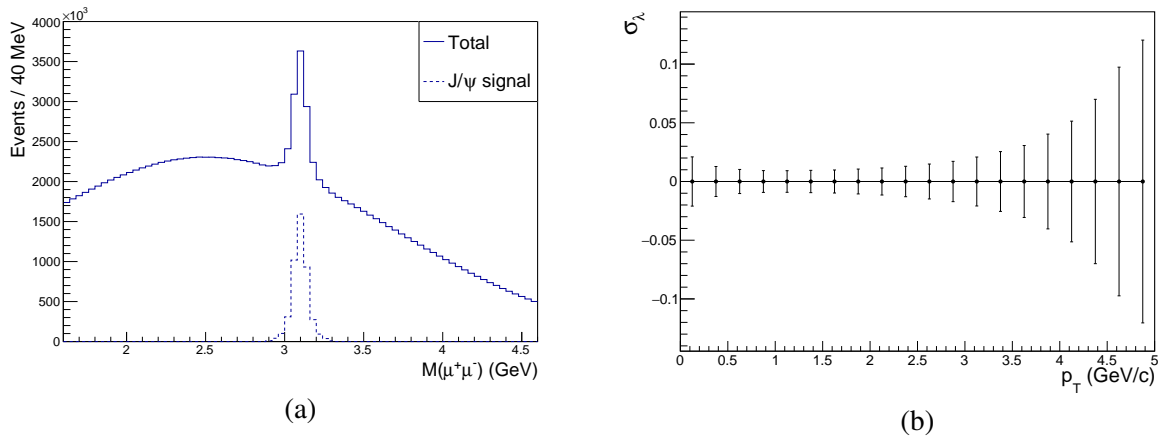 ×10³
Events / 40 MeV
4000
3500
3000
2500
2000
1500
1000
500
0
Total
J/ψ signal
2 2.5 3 3.5 4 4.5
M(μ⁺μ⁻) (GeV)
(a)
σλ
0.1
0.05
0
−0.05
−0.1
0 0.5 1 1.5 2 2.5 3 3.5 4 4.5 5
p_T (GeV/c)
(b)